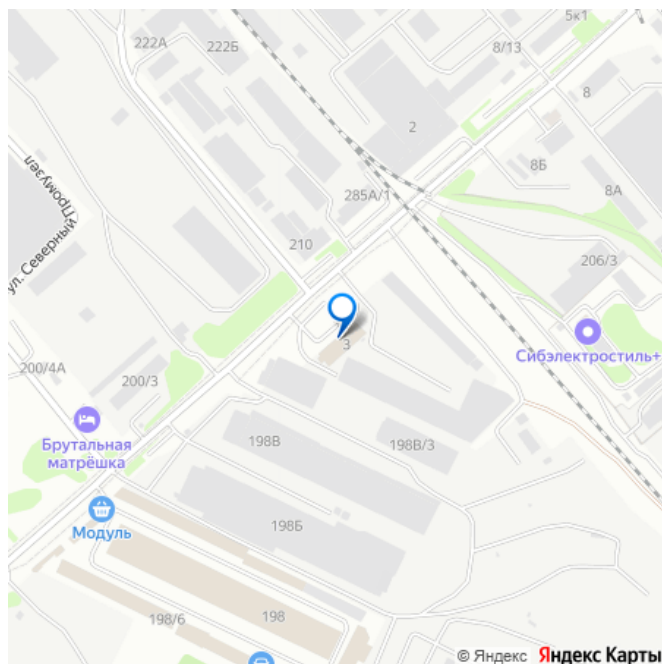 5к1
222А
222Б
8/13
8
2
8Б
8А
285А/1
ул. Северный Промузел
210
206/3
3
Сибэлектростиль+
200/4А
200/3
Брутальная
матрёшка
198В
198В/3
Модуль
198Б
198
198/6
© Яндекс Яндекс Карты